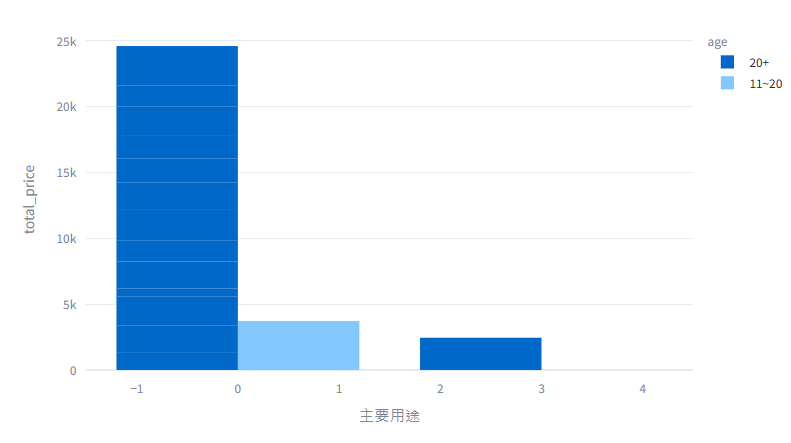 25k
20k
15k
10k
5k
0
total_price
−1
0
1
2
3
4
主要用途
age
20+
11~20